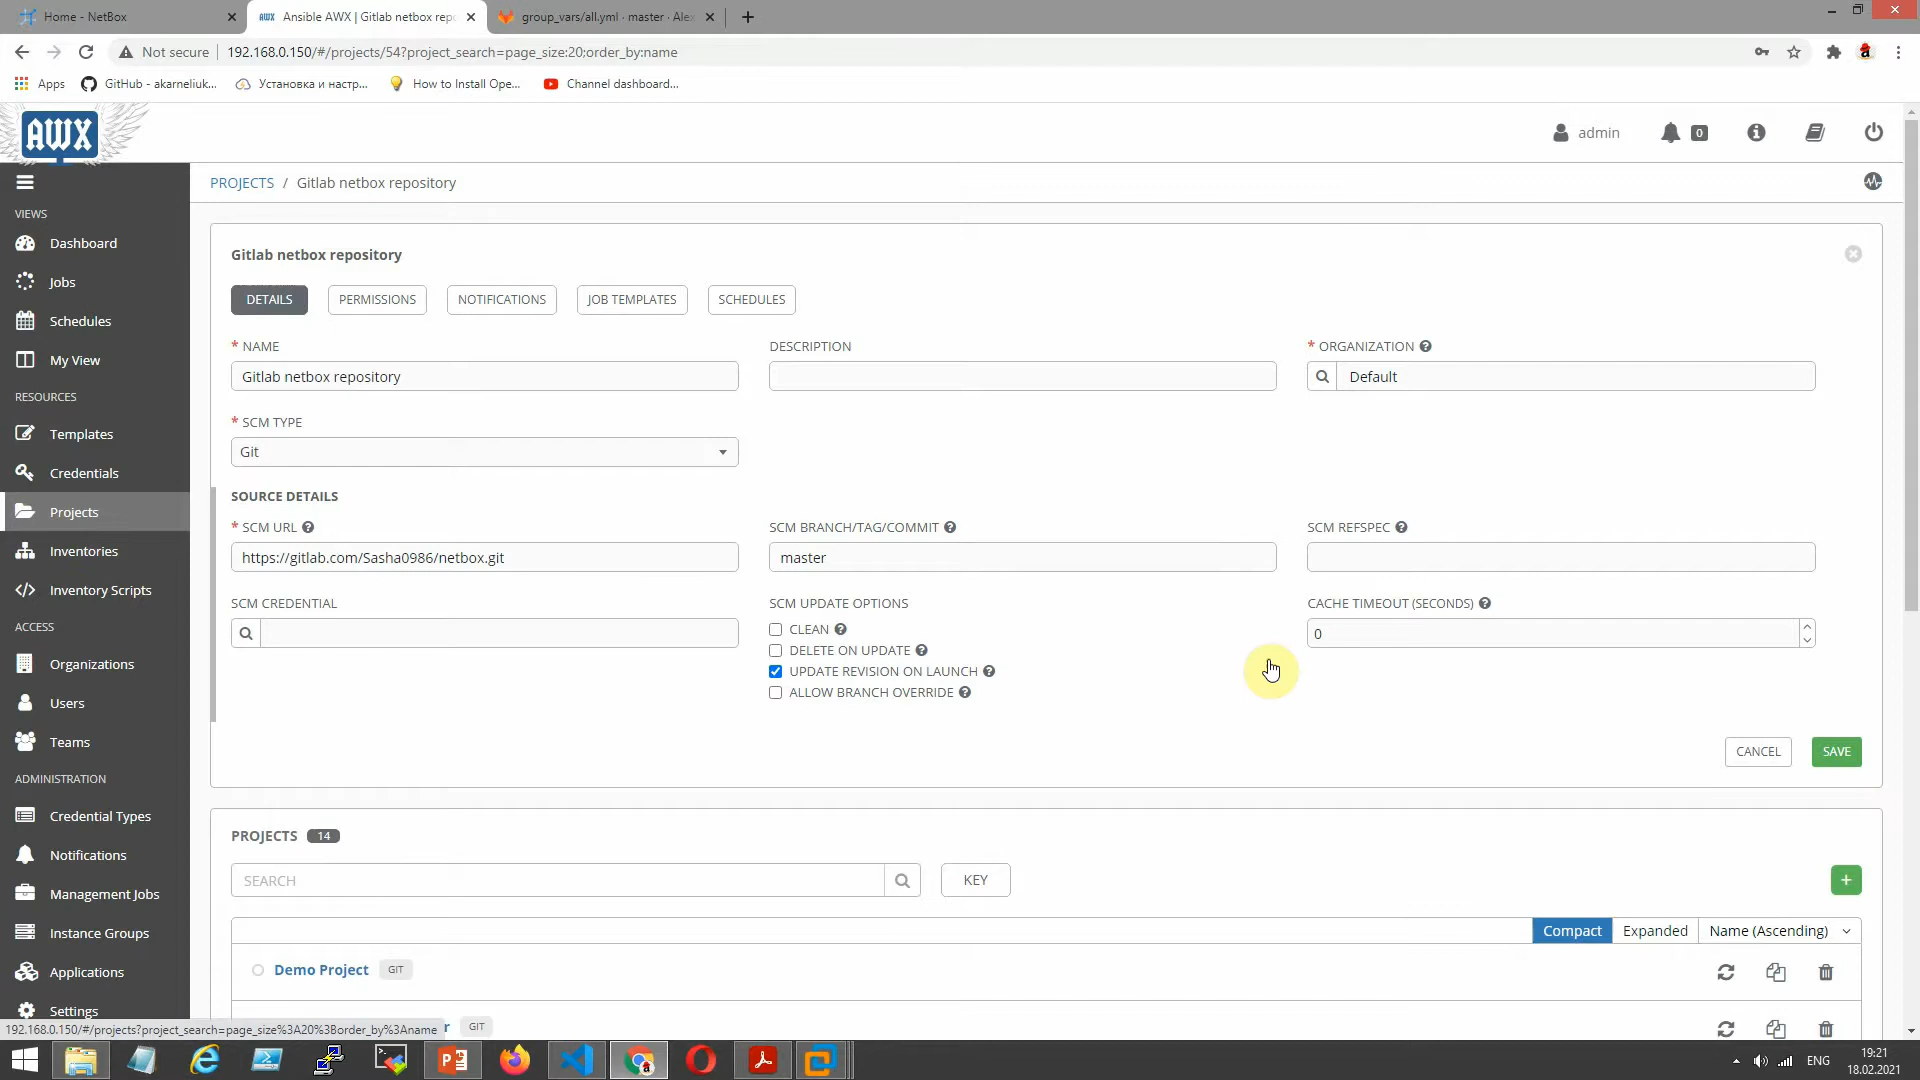 Home - NetBox
AWX Ansible AWX | Gitlab netbox repo
group_vars/all.yml · master · Ale
Not secure
192.168.0.150/#/projects/54?project_search=page_size:20;order_by:name
Apps
GitHub - akarneliuk...
Установка и настр...
How to Install Ope...
Channel dashboard...
AWX
admin
0
PROJECTS / Gitlab netbox repository
VIEWS
Dashboard
Jobs
Schedules
My View
RESOURCES
Templates
Credentials
Projects
Inventories
Inventory Scripts
ACCESS
Organizations
Users
Teams
ADMINISTRATION
Credential Types
Notifications
Management Jobs
Instance Groups
Applications
Settings
Gitlab netbox repository
DETAILS
PERMISSIONS
NOTIFICATIONS
JOB TEMPLATES
SCHEDULES
* NAME
DESCRIPTION
* ORGANIZATION
Gitlab netbox repository
Default
* SCM TYPE
Git
SOURCE DETAILS
* SCM URL
SCM BRANCH/TAG/COMMIT
SCM REFSPEC
https://gitlab.com/Sasha0986/netbox.git
master
SCM CREDENTIAL
SCM UPDATE OPTIONS
CACHE TIMEOUT (SECONDS)
CLEAN
0
DELETE ON UPDATE
UPDATE REVISION ON LAUNCH
ALLOW BRANCH OVERRIDE
CANCEL
SAVE
PROJECTS 14
SEARCH
KEY
+
Compact
Expanded
Name (Ascending)
Demo Project GIT
r GIT
192.168.0.150/#/projects?project_search=page_size%3A20%3Border_by%3Aname
ENG
19:21
18.02.2021